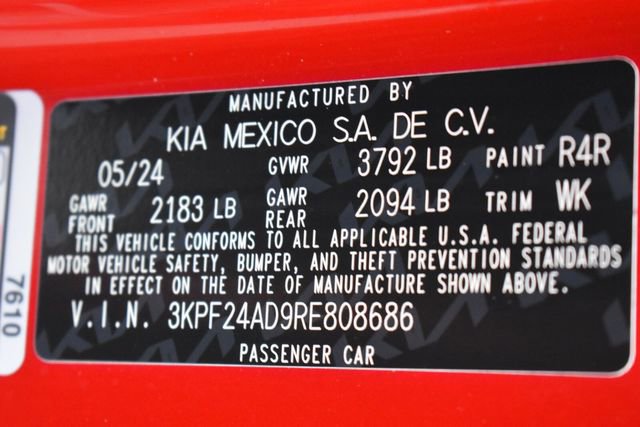 MANUFACTURED BY
KIA MEXICO S.A. DE C.V.
05/24 GVWR 3792 LB PAINT R4R
GAWR FRONT 2183 LB GAWR REAR 2094 LB TRIM WK
THIS VEHICLE CONFORMS TO ALL APPLICABLE U.S.A. FEDERAL
MOTOR VEHICLE SAFETY, BUMPER, AND THEFT PREVENTION STANDARDS
IN EFFECT ON THE DATE OF MANUFACTURE SHOWN ABOVE.
V.I.N. 3KPF24AD9RE808686
PASSENGER CAR
7610